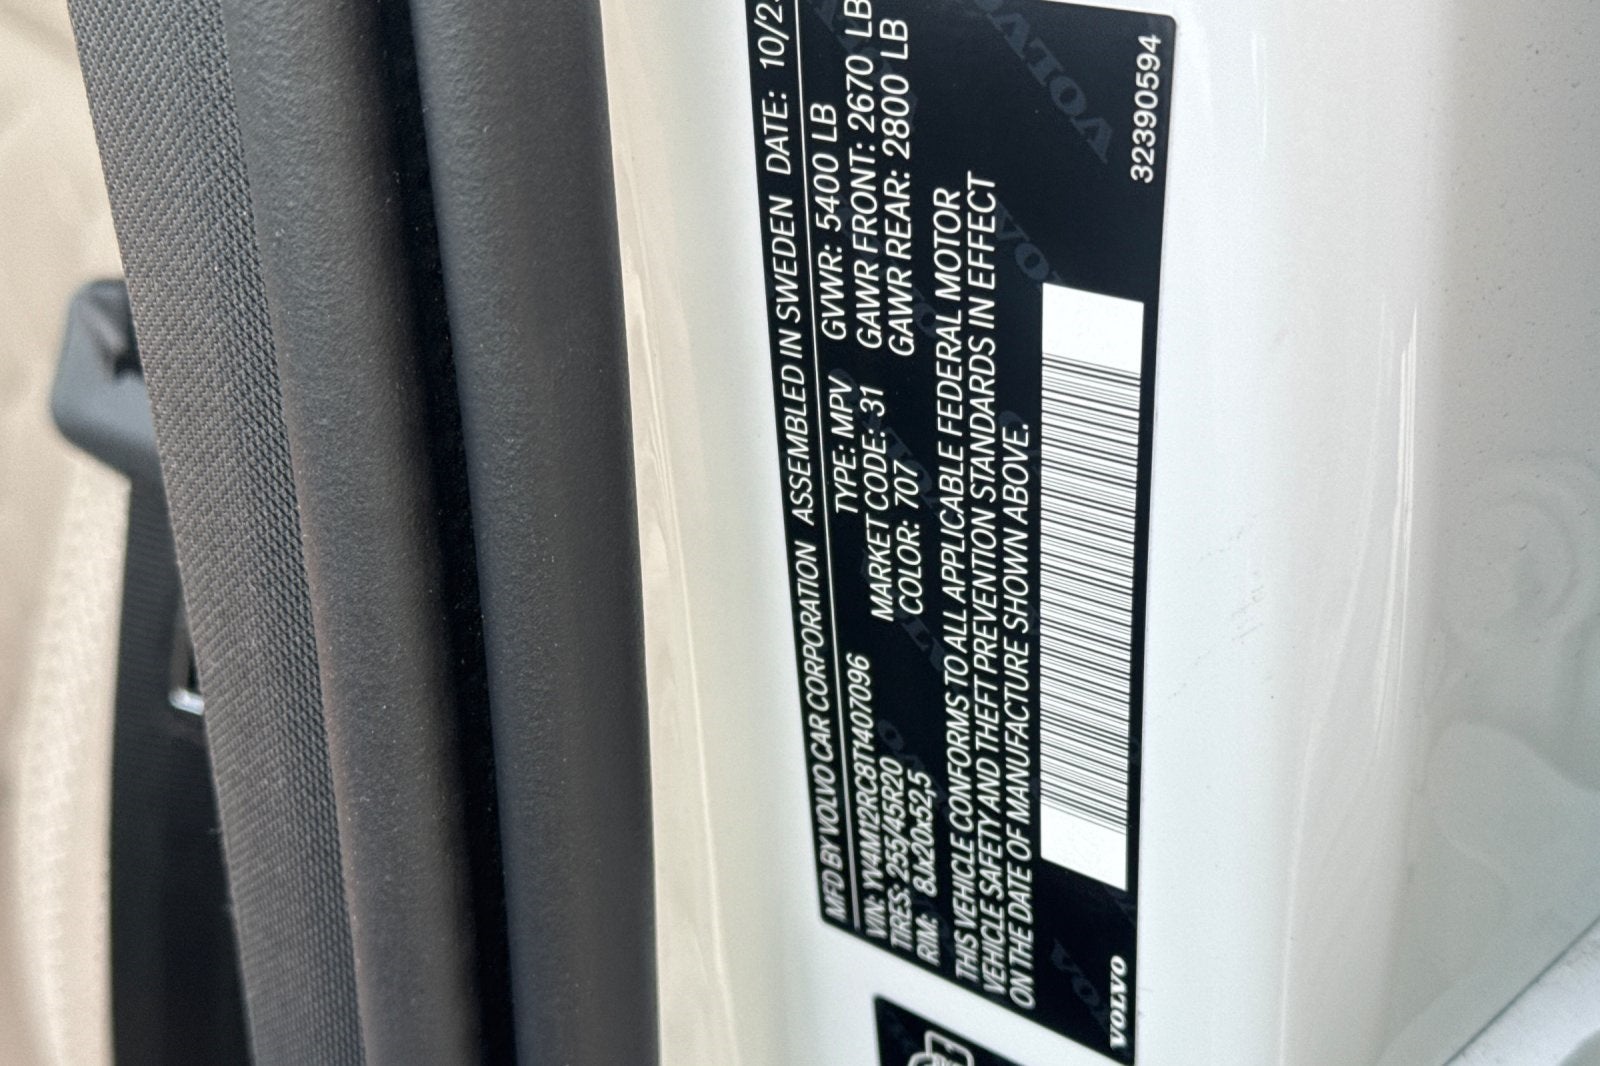 MFD BY VOLVO CAR CORPORATION ASSEMBLED IN SWEDEN DATE:
VIN: YV4M12RC8T1407096 TYPE: MPV GVWR: 5400 LB
TIRES: 255/45R20 MARKET CODE: 31 GAWR FRONT: 2670 LB
RIM: 8Jx20x52,5 COLOR: 707 GAWR REAR: 2800 LB
THIS VEHICLE CONFORMS TO ALL APPLICABLE FEDERAL MOTOR
VEHICLE SAFETY AND THEFT PREVENTION STANDARDS IN EFFECT
ON THE DATE OF MANUFACTURE SHOWN ABOVE.
VOLVO 32390594